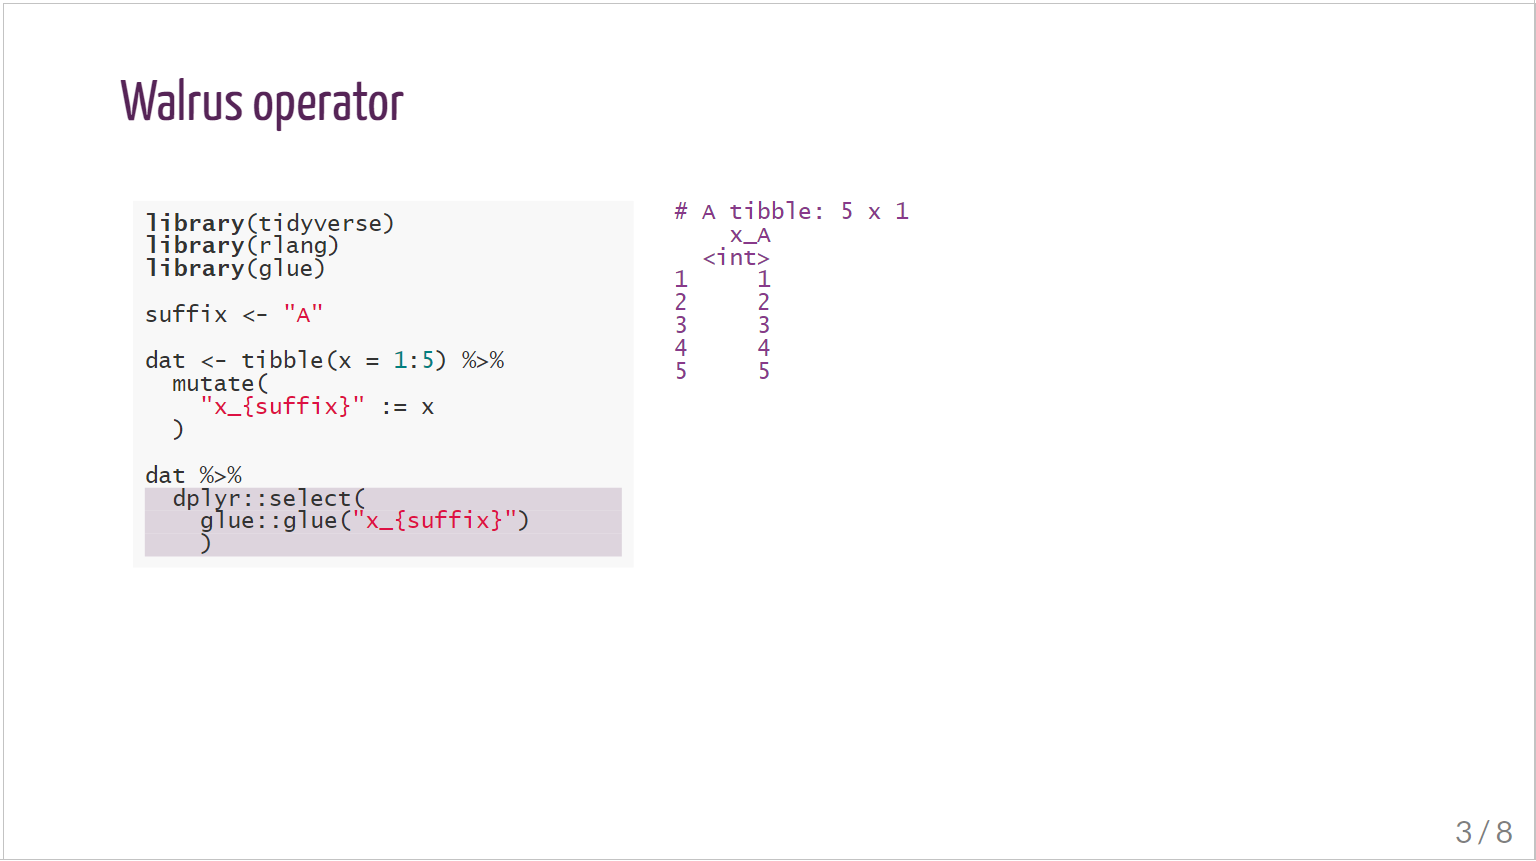 Walrus operator
library(tidyverse)
library(rlang)
library(glue)
suffix <- "A"
dat <- tibble(x = 1:5) %>%
  mutate(
    "x_{suffix}" := x
  )
dat %>%
  dplyr::select(
    glue::glue("x_{suffix}")
    )
# A tibble: 5 x 1
    x_A
  <int>
1     1
2     2
3     3
4     4
5     5
3 / 8